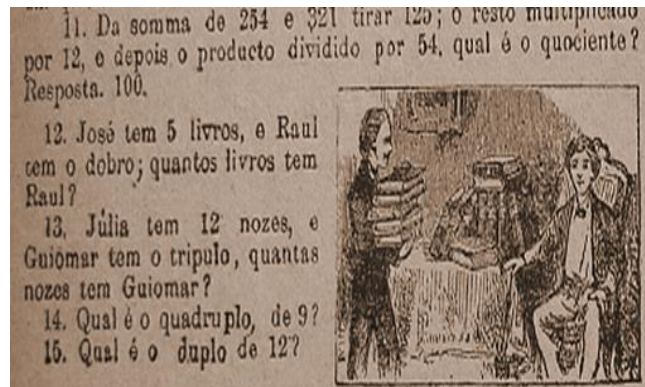 11. Da somma de 254 e 321 tirar 125; o resto multiplicado
por 12, e depois o producto dividido por 54, qual é o quociente?
Resposta. 100.
12. José tem 5 livros, e Raul
tem o dobro; quantos livros tem
Raul?
13. Júlia tem 12 nozes, e
Guiomar tem o tripulo, quantas
nozes tem Guiomar?
14. Qual é o quadruplo, de 9?
15. Qual é o duplo de 12?